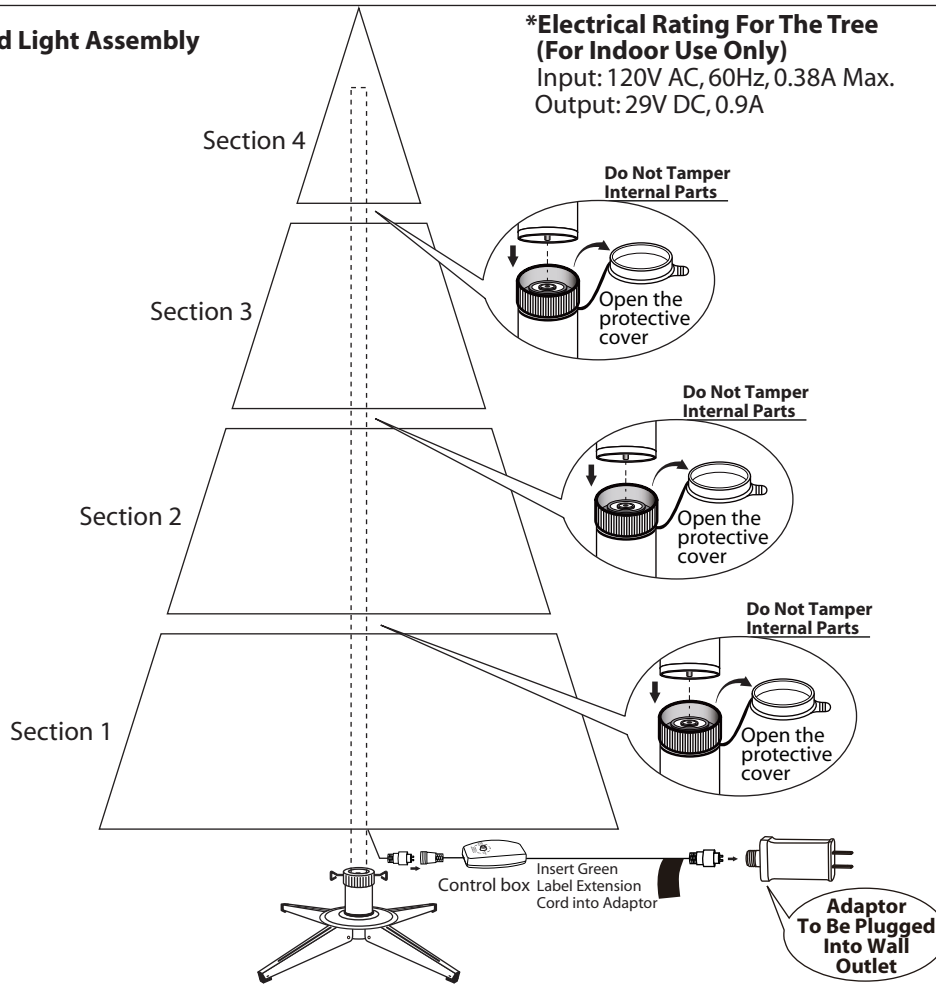 d Light Assembly
*Electrical Rating For The Tree
(For Indoor Use Only)
Input: 120V AC, 60Hz, 0.38A Max.
Output: 29V DC, 0.9A
Section 4
Do Not Tamper
Internal Parts
Open the
protective
cover
Section 3
Do Not Tamper
Internal Parts
Open the
protective
cover
Section 2
Do Not Tamper
Internal Parts
Open the
protective
cover
Section 1
Control box
Insert Green
Label Extension
Cord into Adaptor
Adaptor
To Be Plugged
Into Wall
Outlet